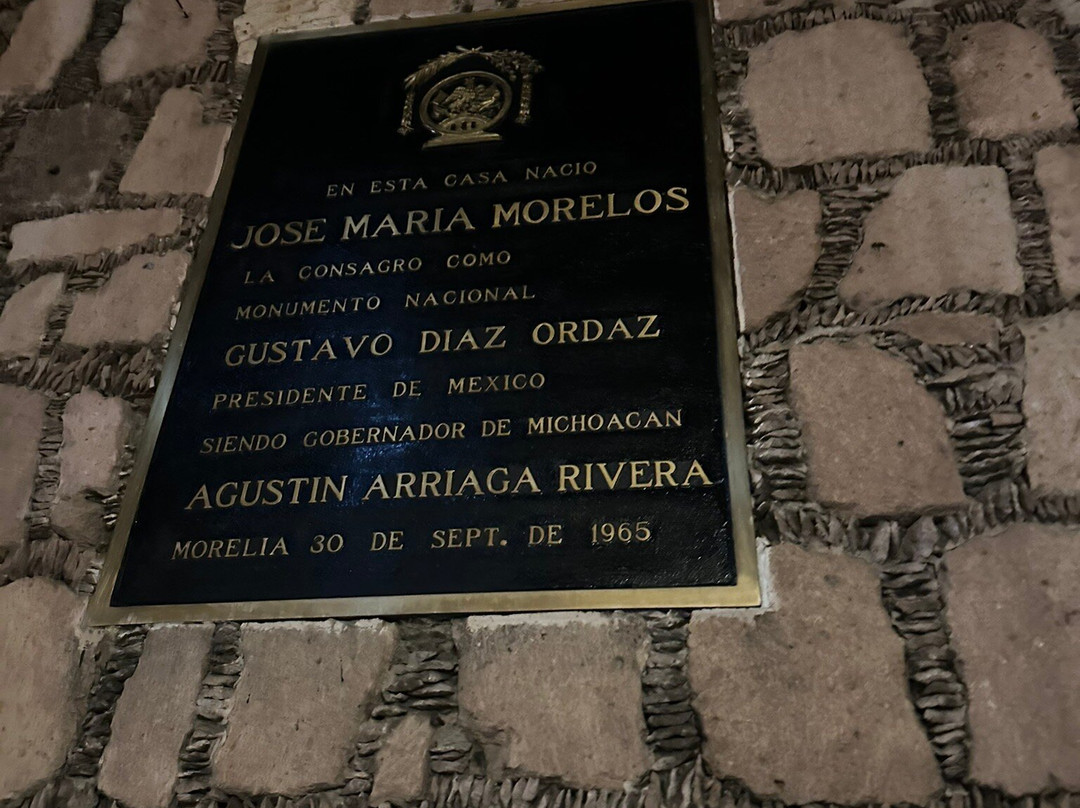 EN ESTA CASA NACIO
JOSE MARIA MORELOS
LA CONSAGRO COMO
MONUMENTO NACIONAL
GUSTAVO DIAZ ORDAZ
PRESIDENTE DE MEXICO
SIENDO GOBERNADOR DE MICHOACAN
AGUSTIN ARRIAGA RIVERA
MORELIA 30 DE SEPT. DE 1965